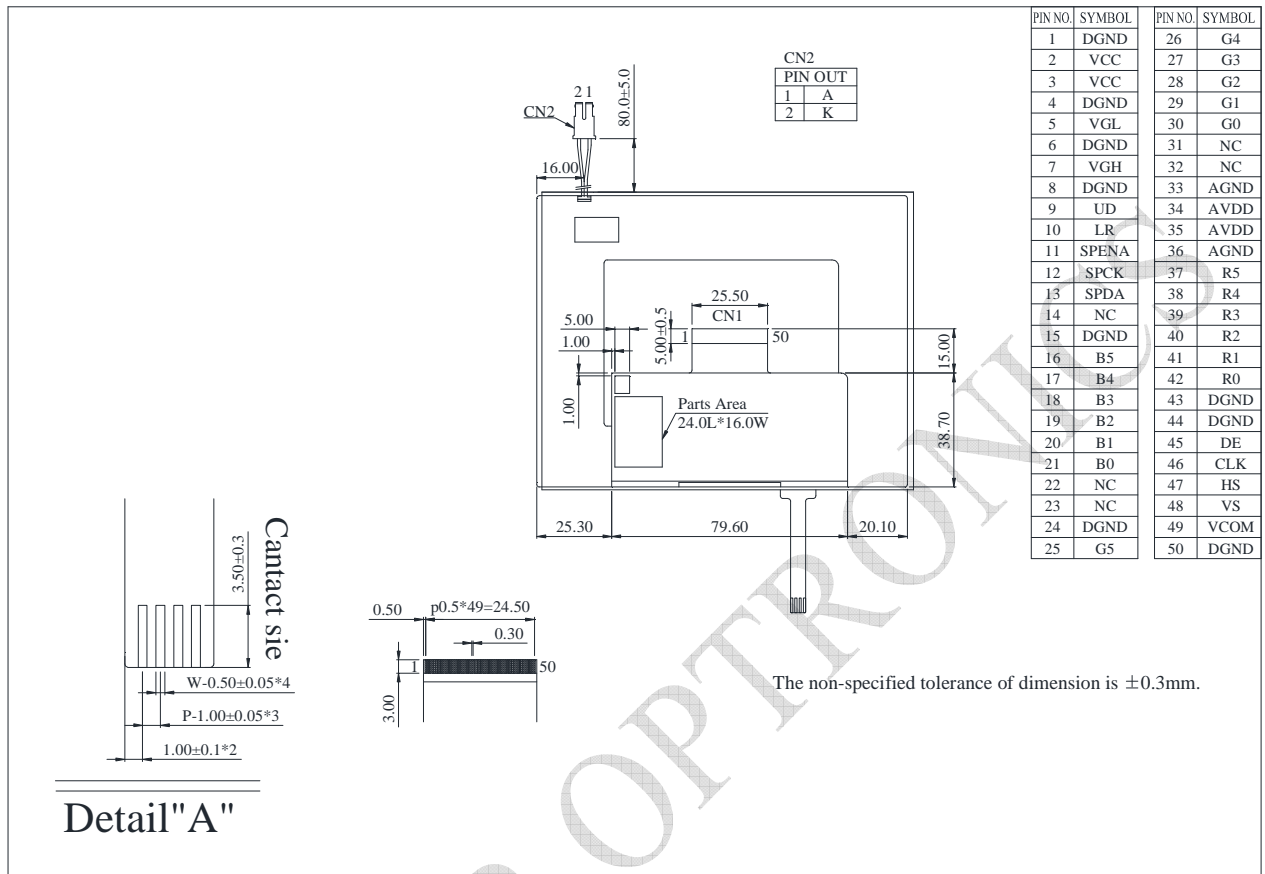 PIN NO. SYMBOL PIN NO. SYMBOL
1 DGND 26 G4
2 VCC 27 G3
3 VCC 28 G2
4 DGND 29 G1
5 VGL 30 G0
6 DGND 31 NC
7 VGH 32 NC
8 DGND 33 AGND
9 UD 34 AVDD
10 LR 35 AVDD
11 SPENA 36 AGND
12 SPCK 37 R5
13 SPDA 38 R4
14 NC 39 R3
15 DGND 40 R2
16 B5 41 R1
17 B4 42 R0
18 B3 43 DGND
19 B2 44 DGND
20 B1 45 DE
21 B0 46 CLK
22 NC 47 HS
23 NC 48 VS
24 DGND 49 VCOM
25 G5 50 DGND
CN2
PIN OUT
1 A
2 K
2 1
CN2
80.0±5.0
16.00
25.50
CN1
5.00
1.00
5.00±0.5
1
50
15.00
1.00
Parts Area
24.0L*16.0W
38.70
25.30
79.60
20.10
Cantact sie
3.50±0.3
W-0.50±0.05*4
P-1.00±0.05*3
1.00±0.1*2
Detail"A"
0.50
p0.5*49=24.50
0.30
1
50
3.00
The non-specified tolerance of dimension is ±0.3mm.
OPTRONICS